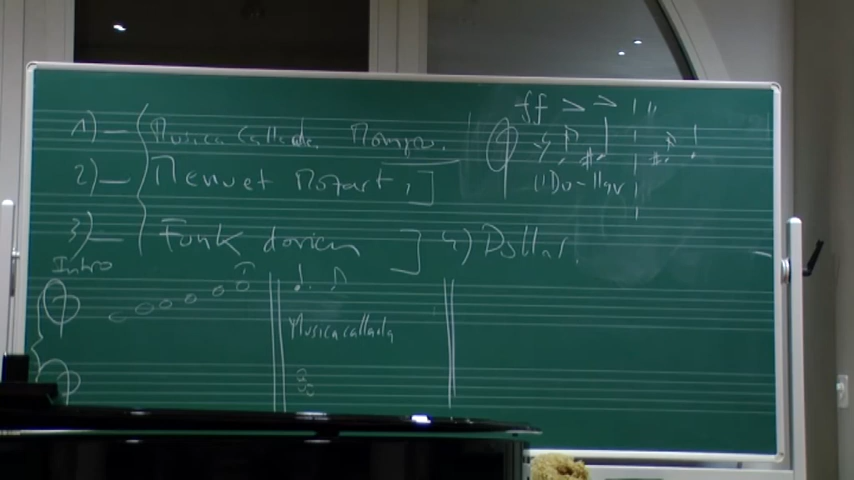 ff > >
1) — Musica Callada. Mompou.
2) — Menuet Mozart,
3) — Funk dorien
4) Dollar.
Intro
Musica callada